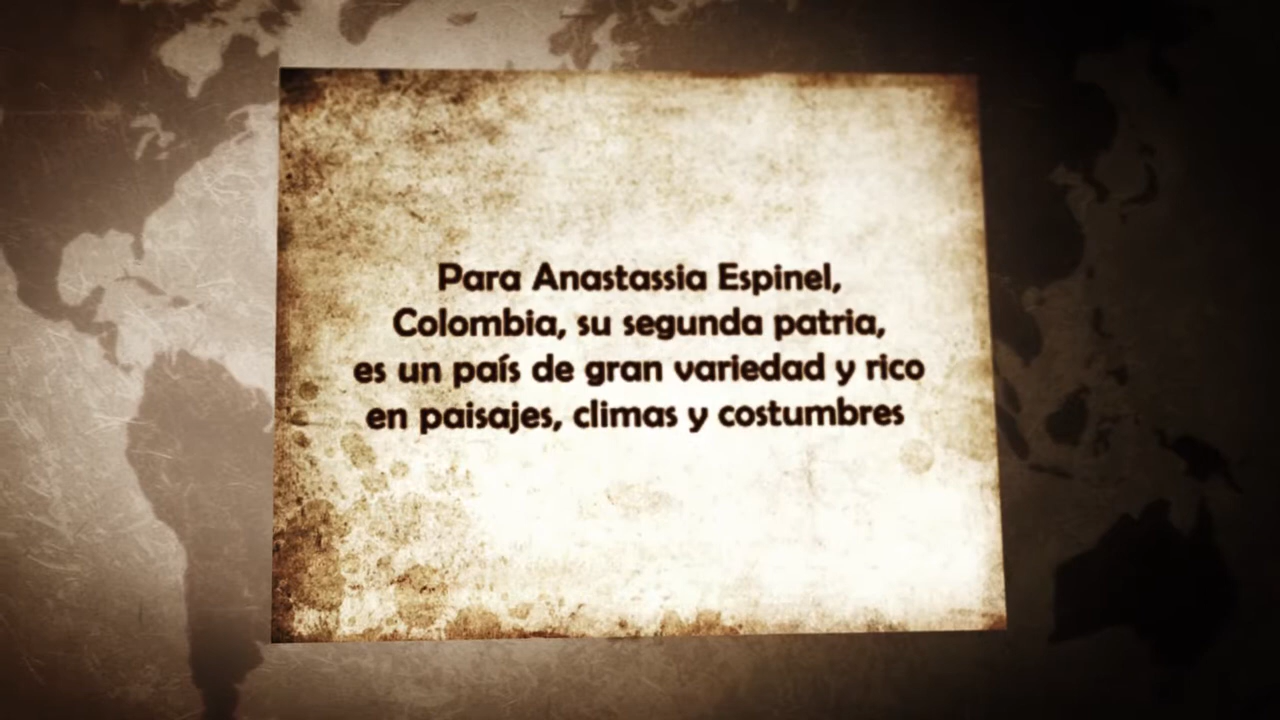 Para Anastassia Espinel,
Colombia, su segunda patria,
es un país de gran variedad y rico
en paisajes, climas y costumbres